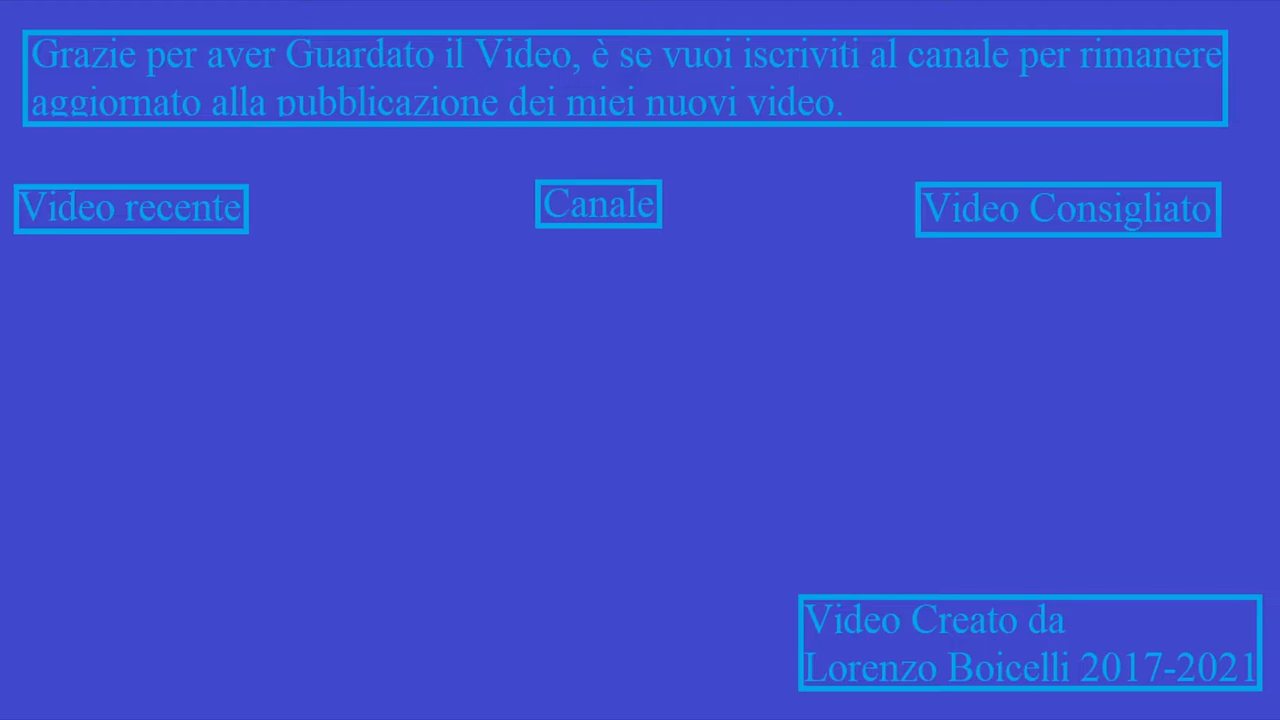 Grazie per aver Guardato il Video, è se vuoi iscriviti al canale per rimanere
aggiornato alla pubblicazione dei miei nuovi video.
Video recente
Canale
Video Consigliato
Video Creato da
Lorenzo Boicelli 2017-2021